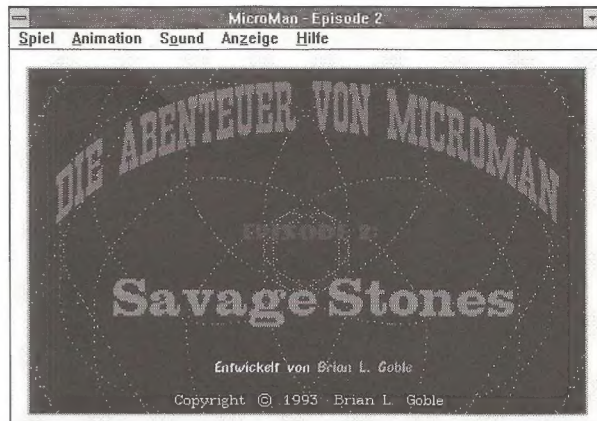 MicroMan - Episode 2
Spiel Animation Sound Anzeige Hilfe
DIE ABENTEUER VON MICROMAN
EPISODE 2:
Savage Stones
Entwickelt von Brian L. Goble
Copyright © 1993 Brian L. Goble